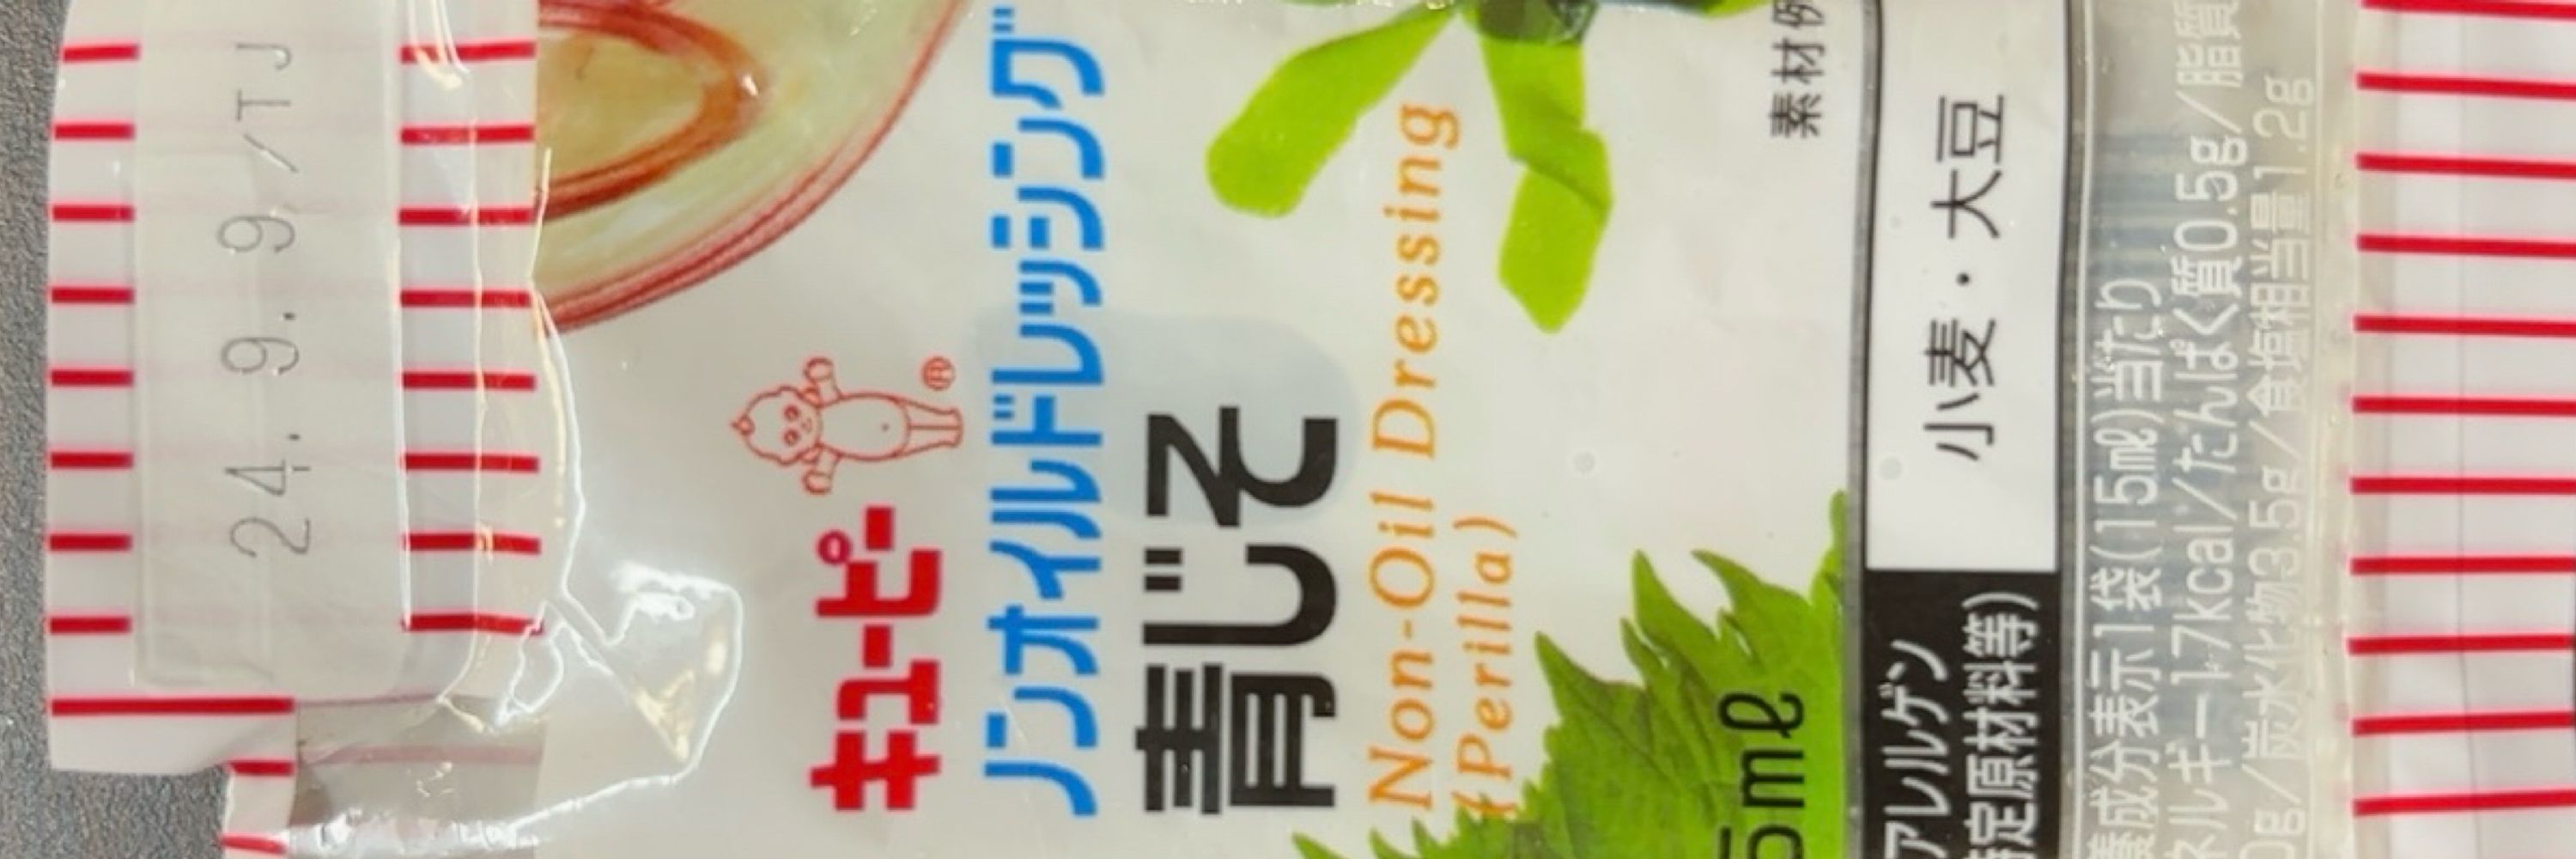 24. 9. 9./TJ
キユーピー ®
ノンオイルドレッシング
青じそ
Non-Oil Dressing
(Perilla)
素材例
5mℓ
アレルゲン
特定原材料等)
小麦・大豆
養成分表示1袋(15mℓ)当たり
ネルギー17kcal/たんぱく質0.5g/脂質
0g/炭水化物3.5g/食塩相当量1.2g